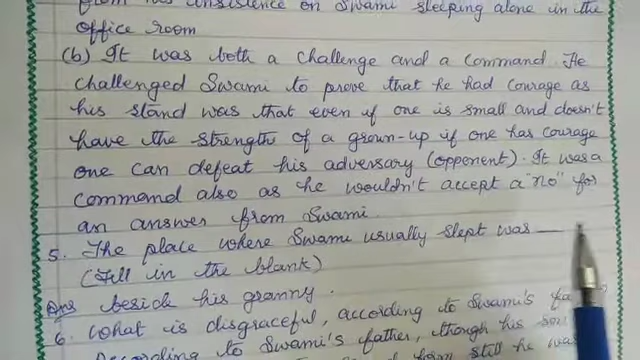 from his insistence on Swami sleeping alone in the
office room
(b) It was both a challenge and a command. He
challenged Swami to prove that he had courage as
his stand was that even if one is small and doesn't
have the strength of a grown-up if one has courage
one can defeat his adversary (opponent). It was a
command also as he wouldn't accept a "no" for
an answer from Swami.
5. The place where Swami usually slept was —
(Fill in the blank)
Ans beside his granny.
6. What is disgraceful, according to Swami's
According to Swami's father, though his
from still he was